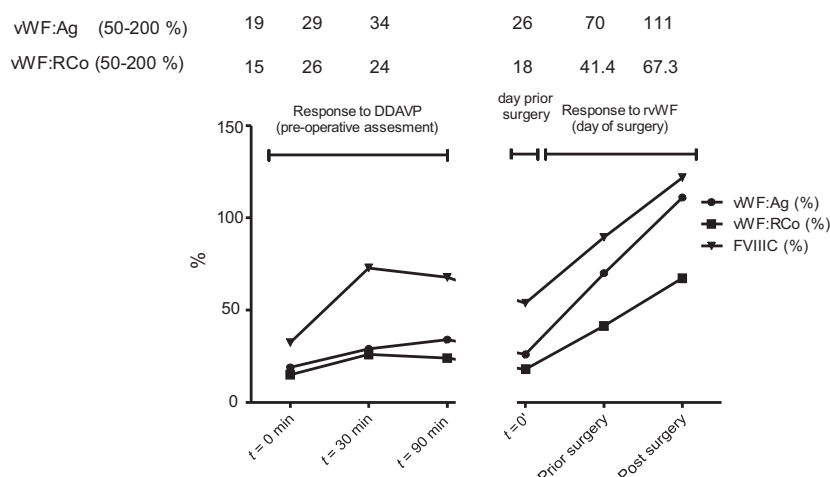 vWF:Ag (50-200 %) 19 29 34 26 70 111
vWF:RCo (50-200 %) 15 26 24 18 41.4 67.3
Response to DDAVP
(pre-operative assesment)
day prior
surgery
Response to rvWF
(day of surgery)
150
100
50
0
%
vWF:Ag (%)
vWF:RCo (%)
FVIIIC (%)
t = 0 min
t = 30 min
t = 90 min
t = 0'
Prior surgery
Post surgery